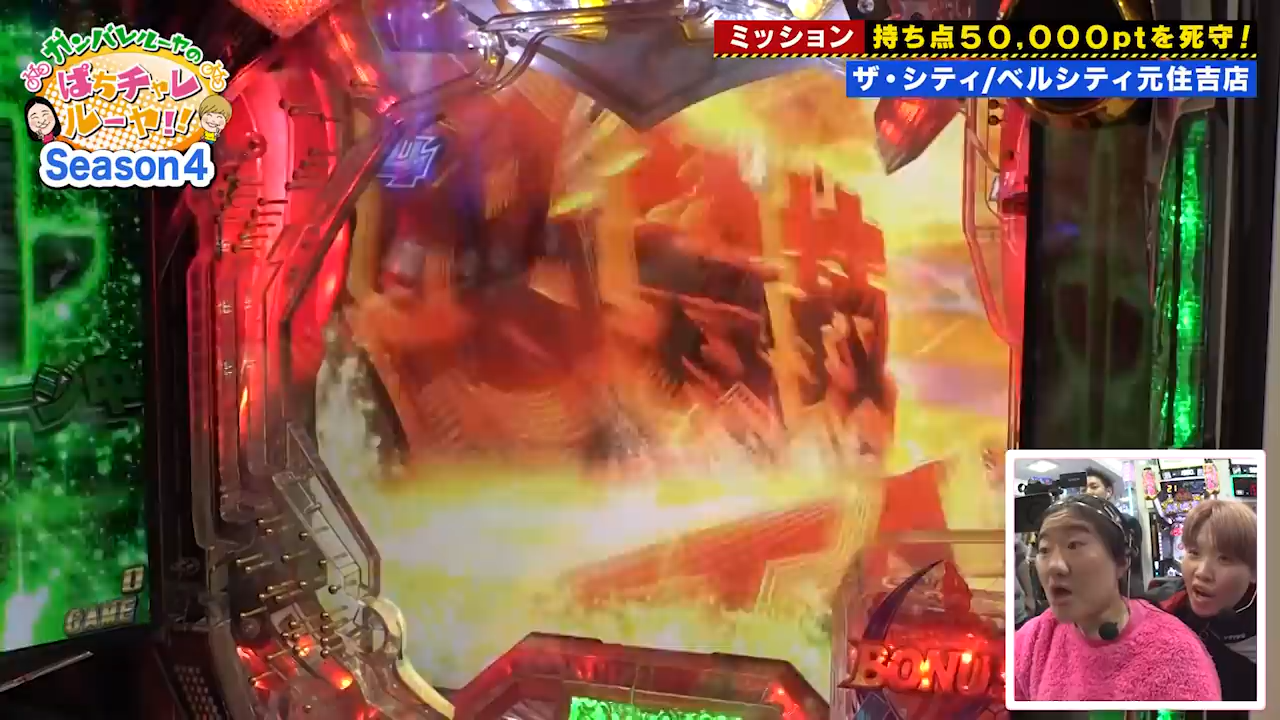 ガンバレルーヤの
ぱちチャレ
ルーヤ!!
Season4
ミッション 持ち点50,000ptを死守!
ザ・シティ/ベルシティ元住吉店
0
GAME
BONU